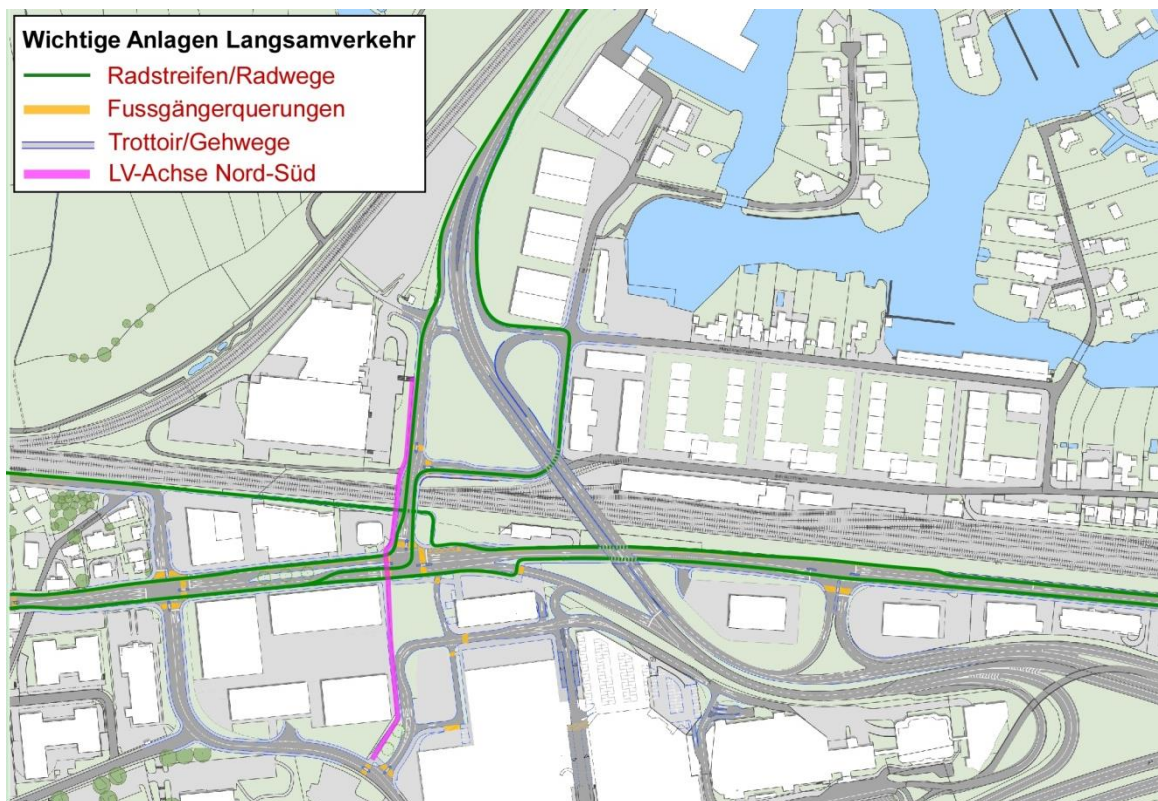 Wichtige Anlagen Langsamverkehr
Radstreifen/Radwege
Fussgängerquerungen
Trottoir/Gehwege
LV-Achse Nord-Süd